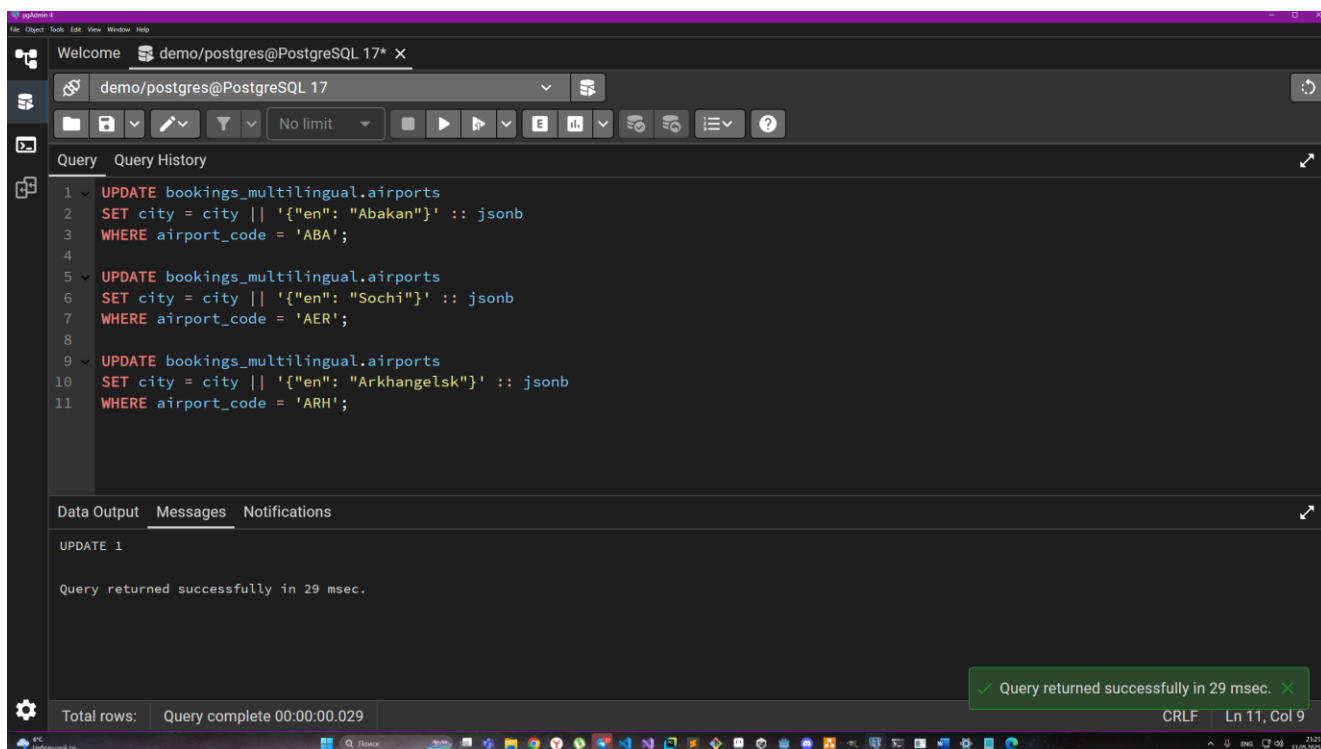 pgAdmin 4
File Object Tools Edit View Window Help
Welcome demo/postgres@PostgreSQL 17*
demo/postgres@PostgreSQL 17
No limit
Query Query History
1 UPDATE bookings_multilingual.airports
2 SET city = city || '{"en": "Abakan"}' :: jsonb
3 WHERE airport_code = 'ABA';
4
5 UPDATE bookings_multilingual.airports
6 SET city = city || '{"en": "Sochi"}' :: jsonb
7 WHERE airport_code = 'AER';
8
9 UPDATE bookings_multilingual.airports
10 SET city = city || '{"en": "Arkhangelsk"}' :: jsonb
11 WHERE airport_code = 'ARH';
Data Output Messages Notifications
UPDATE 1
Query returned successfully in 29 msec.
Query returned successfully in 29 msec.
Total rows: Query complete 00:00:00.029 CRLF Ln 11, Col 9
Поиск
ENG
13.05.2025